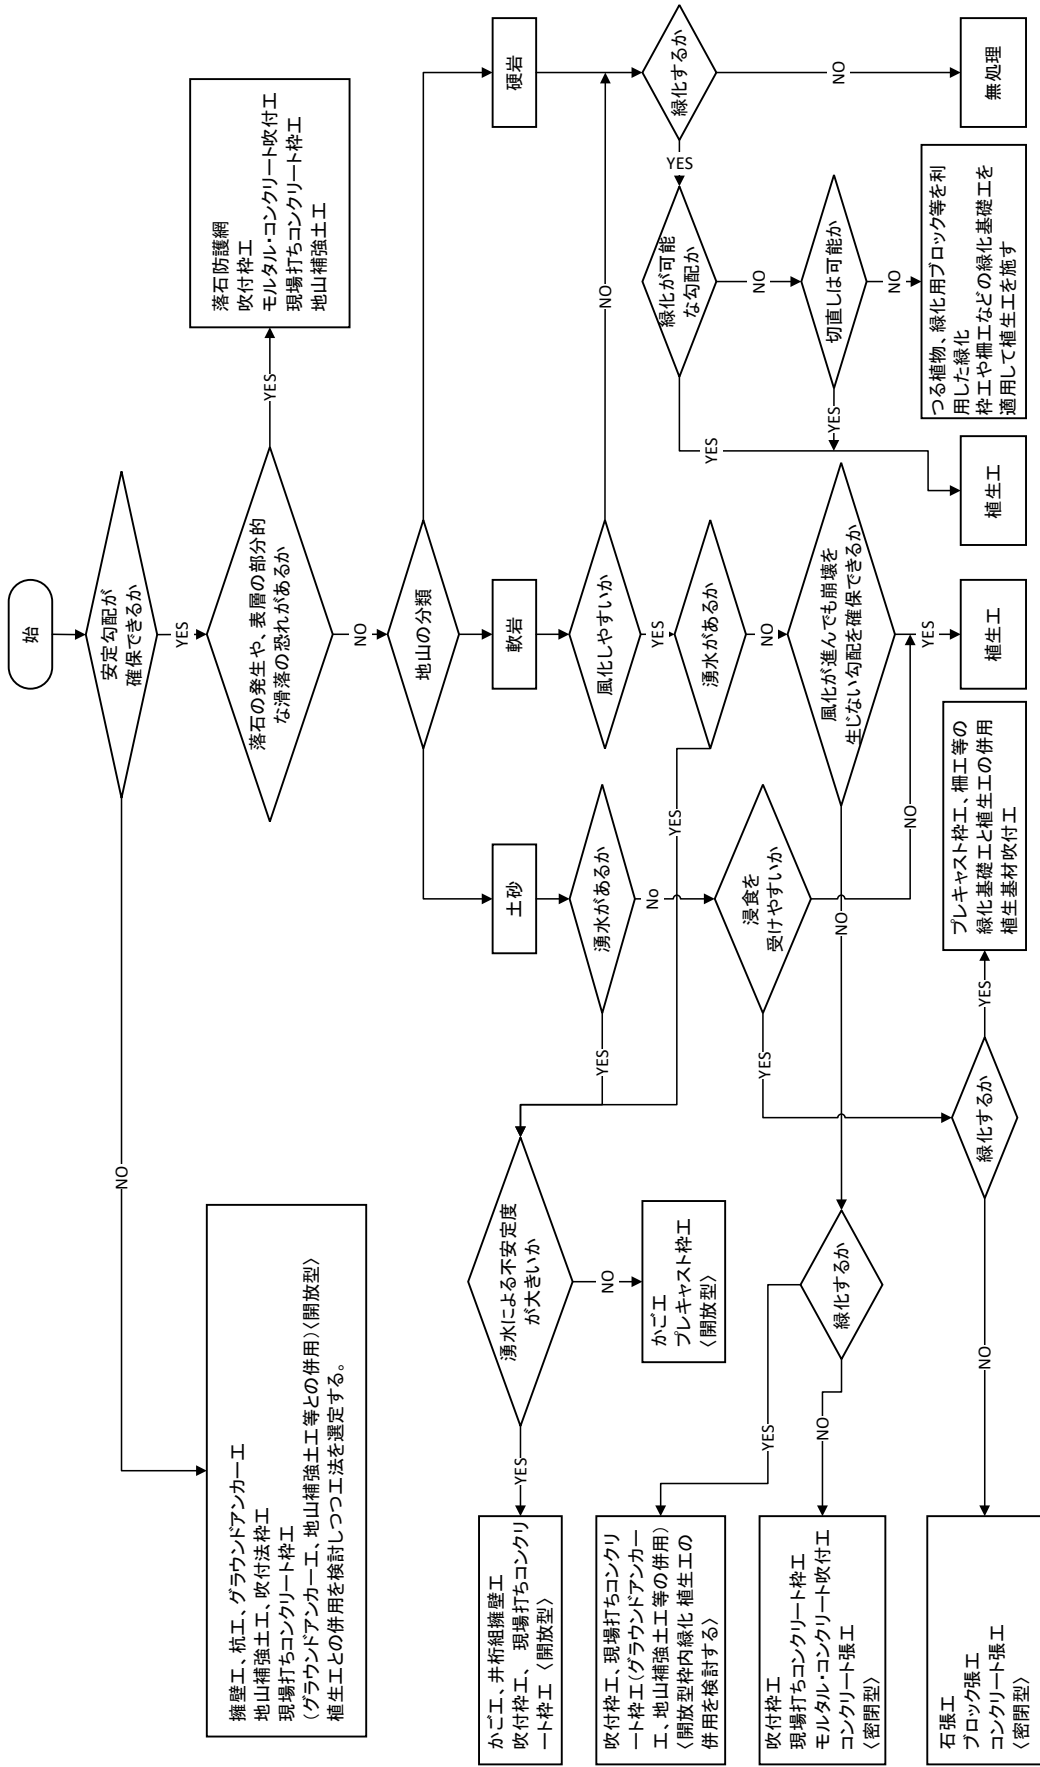 始
安定勾配が
確保できるか
YES
NO
落石の発生や、表層の部分的
な滑落の恐れがあるか
YES
落石防護網
吹付枠工
モルタル・コンクリート吹付工
現場打ちコンクリート枠工
地山補強土工
NO
擁壁工、杭工、グラウンドアンカー工
地山補強土工、吹付法枠工
現場打ちコンクリート枠工
(グラウンドアンカー工、地山補強土工等との併用)〈開放型〉
植生工との併用を検討しつつ工法を選定する。
地山の分類
土砂
軟岩
硬岩
湧水があるか
YES
No
風化しやすいか
YES
NO
緑化するか
YES
NO
湧水による不安定度
が大きいか
YES
NO
湧水があるか
YES
NO
緑化が可能
な勾配か
YES
NO
かご工
プレキャスト枠工
〈開放型〉
浸食を
受けやすいか
YES
NO
風化が進んでも崩壊を
生じない勾配を確保できるか
YES
NO
切直しは可能か
YES
NO
緑化するか
YES
NO
緑化するか
YES
NO
かご工、井桁組擁壁工
吹付枠工、 現場打ちコンクリ
ート枠工 〈開放型〉
吹付枠工、現場打ちコンクリ
ート枠工(グラウンドアンカー
工、地山補強土工等の併用)
〈開放型枠内緑化 植生工の
併用を検討する〉
吹付枠工
現場打ちコンクリート枠工
モルタル・コンクリート吹付工
コンクリート張工
〈密閉型〉
石張工
ブロック張工
コンクリート張工
〈密閉型〉
プレキャスト枠工、柵工等の
緑化基礎工と植生工の併用
植生基材吹付工
植生工
植生工
つる植物、緑化用ブロック等を利
用した緑化
枠工や柵工などの緑化基礎工を
適用して植生工を施す
無処理